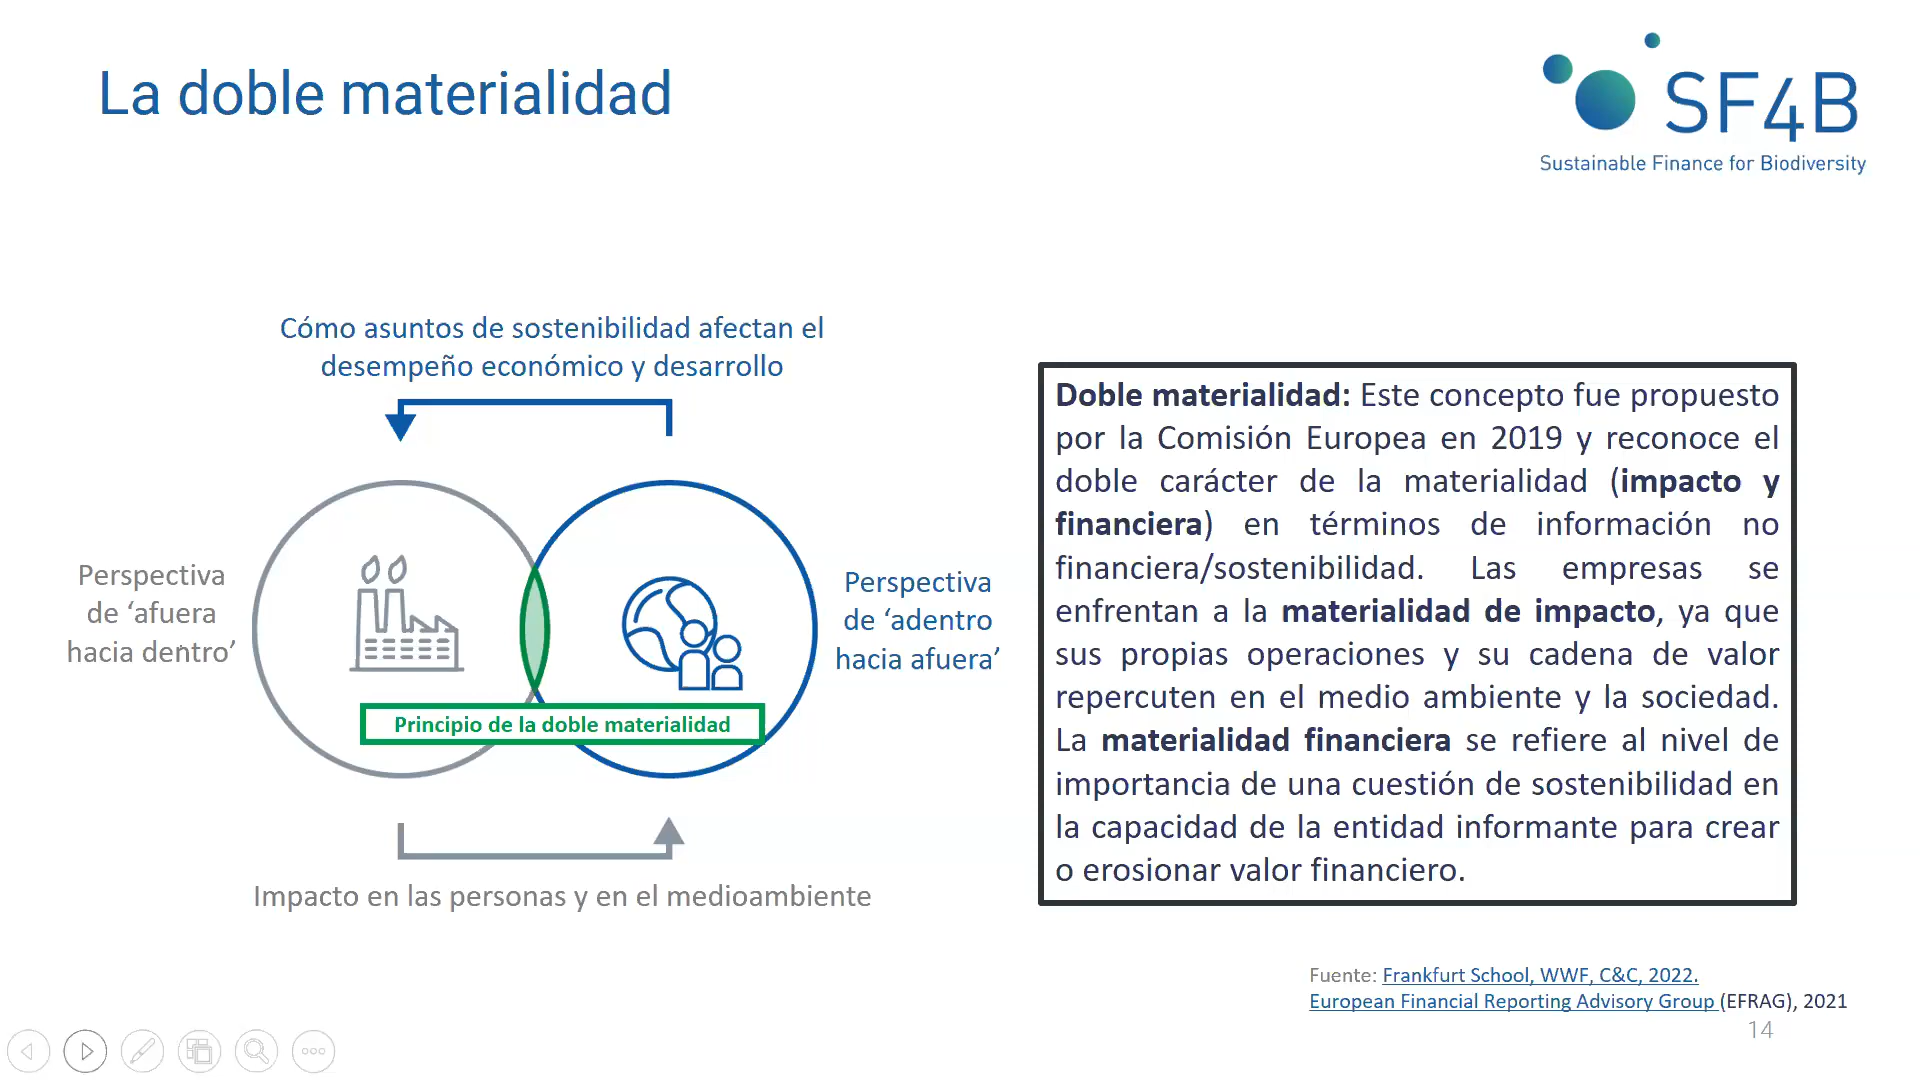 La doble materialidad
SF4B
Sustainable Finance for Biodiversity
Cómo asuntos de sostenibilidad afectan el
desempeño económico y desarrollo
Perspectiva
de ‘afuera
hacia dentro’
Perspectiva
de ‘adentro
hacia afuera’
Principio de la doble materialidad
Impacto en las personas y en el medioambiente
Doble materialidad: Este concepto fue propuesto
por la Comisión Europea en 2019 y reconoce el
doble carácter de la materialidad (impacto y
financiera) en términos de información no
financiera/sostenibilidad. Las empresas se
enfrentan a la materialidad de impacto, ya que
sus propias operaciones y su cadena de valor
repercuten en el medio ambiente y la sociedad.
La materialidad financiera se refiere al nivel de
importancia de una cuestión de sostenibilidad en
la capacidad de la entidad informante para crear
o erosionar valor financiero.
Fuente: Frankfurt School, WWF, C&C, 2022.
European Financial Reporting Advisory Group (EFRAG), 2021
14